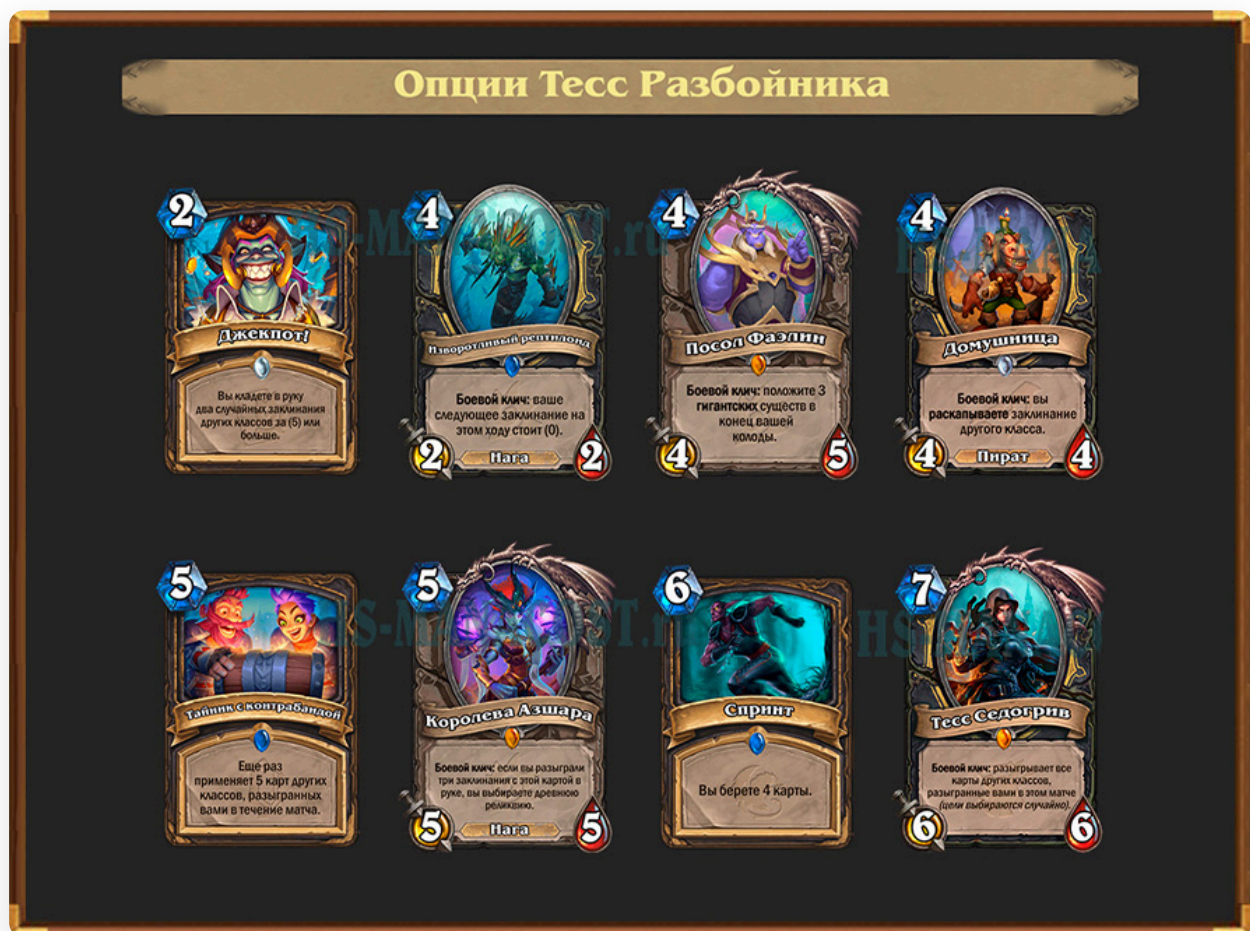 Опции Тесс Разбойника
2
Джекпот!
Вы кладете в руку
два случайных заклинания
других классов за (5) или
больше.
4
Изворотливый рептилоид
Боевой клич: ваше
следующее заклинание на
этом ходу стоит (0).
2
Нага
2
4
Посол Фаэлин
Боевой клич: положите 3
гигантских существ в
конец вашей
колоды.
4
5
4
Домушница
Боевой клич: вы
раскапываете заклинание
другого класса.
4
Пират
4
5
Тайник с контрабандой
Еще раз
применяет 5 карт других
классов, разыгранных
вами в течение матча.
5
Королева Азшара
Боевой клич: если вы разыграли
три заклинания с этой картой в
руке, вы выбираете древнюю
реликвию.
5
Нага
5
6
Спринт
Вы берете 4 карты.
7
Тесс Седогрив
Боевой клич: разыгрывает все
карты других классов,
разыгранные вами в этом матче
(цели выбираются случайно).
6
6